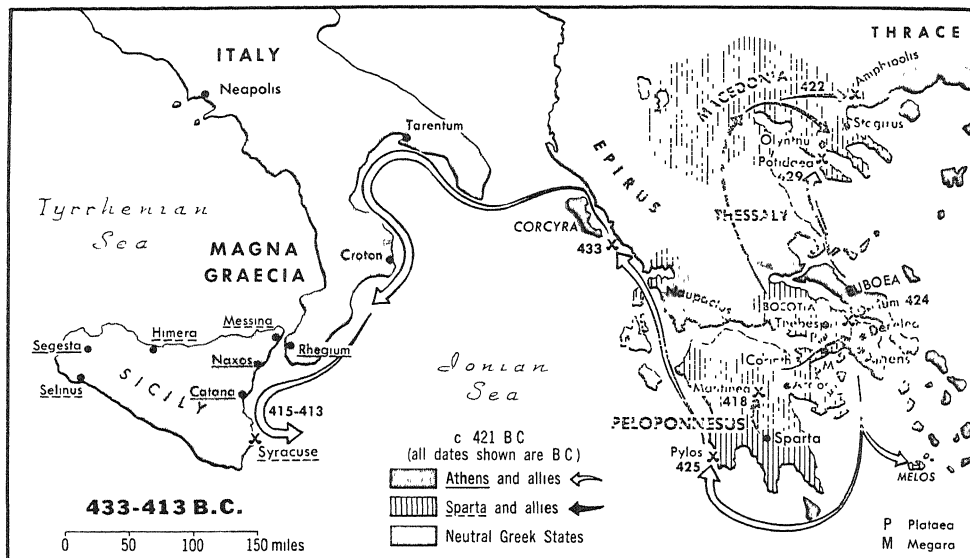 ITALY
Neapolis
Tyrrhenian
Sea
MAGNA
GRAECIA
Tarentum
Croton
Messina
Rhegium
Himera
Segesta
Selinus
Naxos
Catana
SICILY
Syracuse
415-413
Ionian
Sea
THRACE
MACEDONIA
422
Amphipolis
Stagirus
Olynthu
Potidaea
429
EPIRUS
THESSALY
CORCYRA
433
Naupactus
BOEOTIA
UBOEA
424
Thebes
Decelea
Athens
Corinth
M
Mantinea
418
PELOPONNESUS
Sparta
Pylos
425
MELOS
c 421 BC
(all dates shown are BC)
Athens and allies
Sparta and allies
Neutral Greek States
433-413 B.C.
0 50 100 150 miles
P Plataea
M Megara